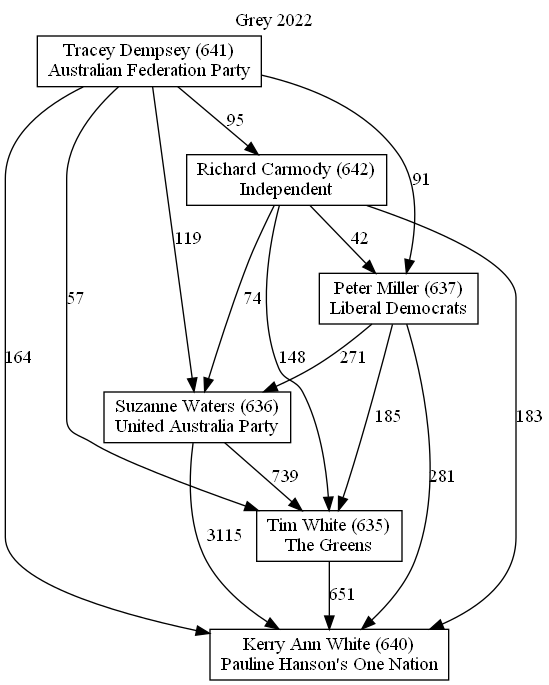 Grey 2022
Tracey Dempsey (641)
Australian Federation Party
95
Richard Carmody (642)
Independent
91
119
42
Peter Miller (637)
Liberal Democrats
57
74
164
148
271
Suzanne Waters (636)
United Australia Party
185
183
739
281
Tim White (635)
The Greens
3115
651
Kerry Ann White (640)
Pauline Hanson's One Nation